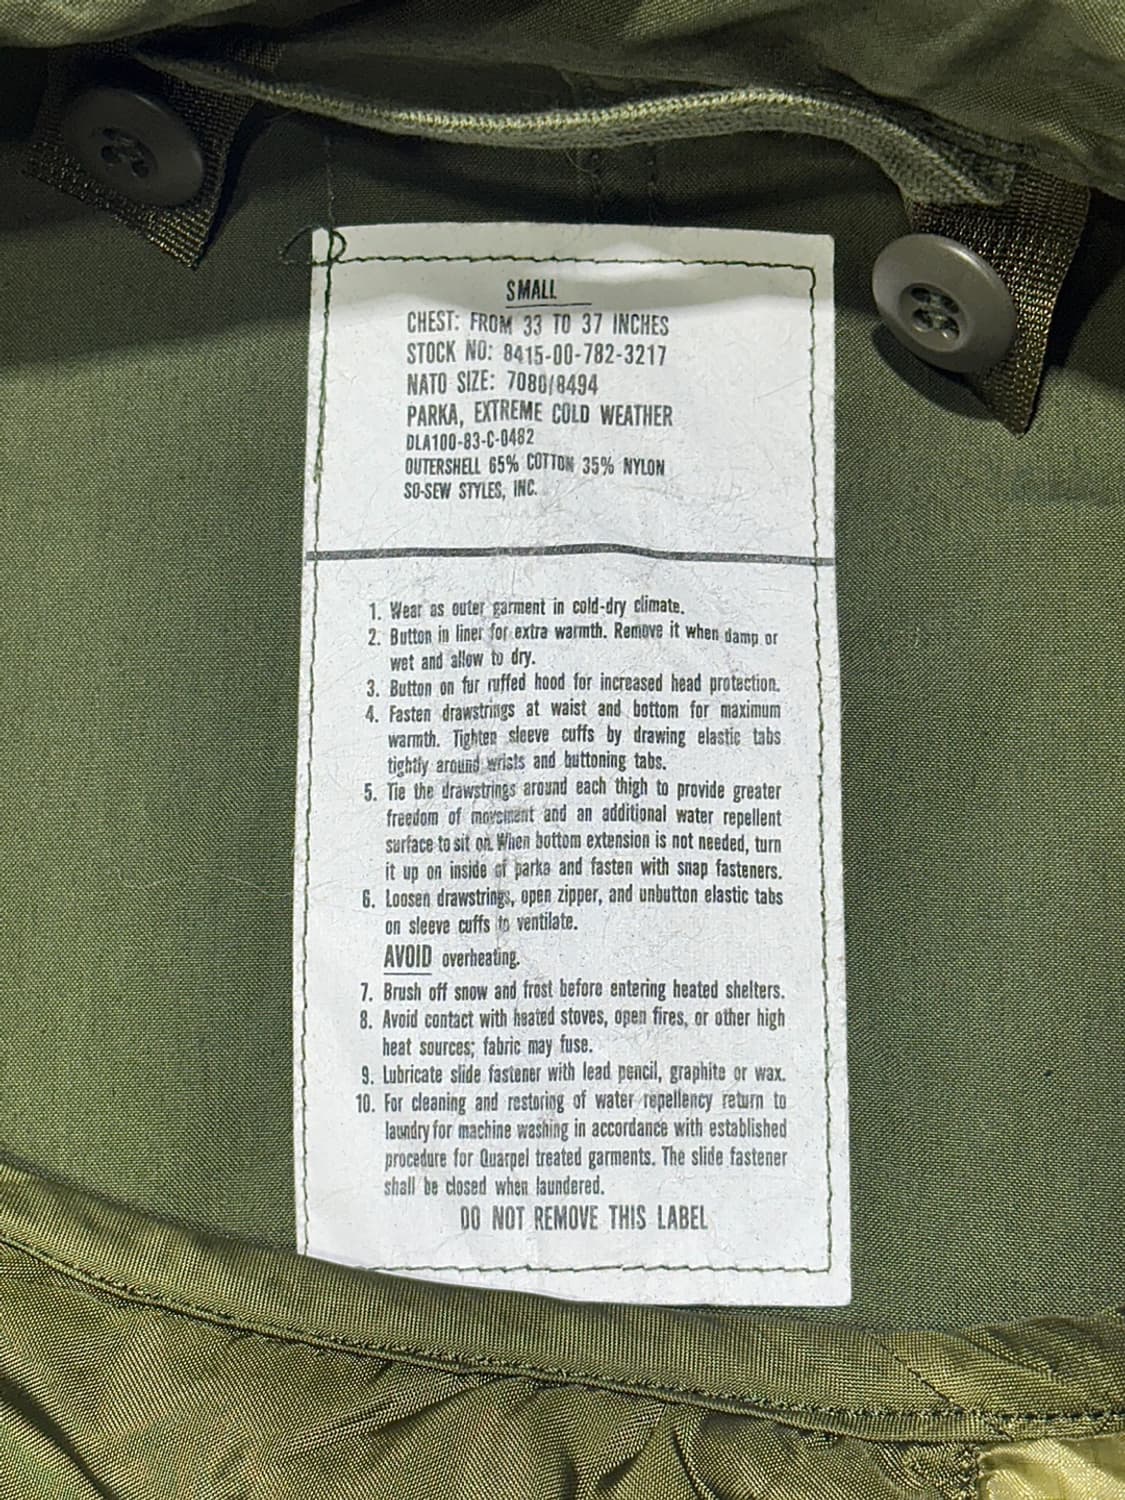 SMALL
CHEST: FROM 33 TO 37 INCHES
STOCK NO: 8415-00-782-3217
NATO SIZE: 7080/8494
PARKA, EXTREME COLD WEATHER
DLA100-83-C-0482
OUTERSHELL 65% COTTON 35% NYLON
SO-SEW STYLES, INC.
1. Wear as outer garment in cold-dry climate.
2. Button in liner for extra warmth. Remove it when damp or
wet and allow to dry.
3. Button on fur ruffed hood for increased head protection.
4. Fasten drawstrings at waist and bottom for maximum
warmth. Tighten sleeve cuffs by drawing elastic tabs
tightly around wrists and buttoning tabs.
5. Tie the drawstrings around each thigh to provide greater
freedom of movement and an additional water repellent
surface to sit on. When bottom extension is not needed, turn
it up on inside of parka and fasten with snap fasteners.
6. Loosen drawstrings, open zipper, and unbutton elastic tabs
on sleeve cuffs to ventilate.
AVOID overheating.
7. Brush off snow and frost before entering heated shelters.
8. Avoid contact with heated stoves, open fires, or other high
heat sources; fabric may fuse.
9. Lubricate slide fastener with lead pencil, graphite or wax.
10. For cleaning and restoring of water repellency return to
laundry for machine washing in accordance with established
procedure for Quarpel treated garments. The slide fastener
shall be closed when laundered.
DO NOT REMOVE THIS LABEL